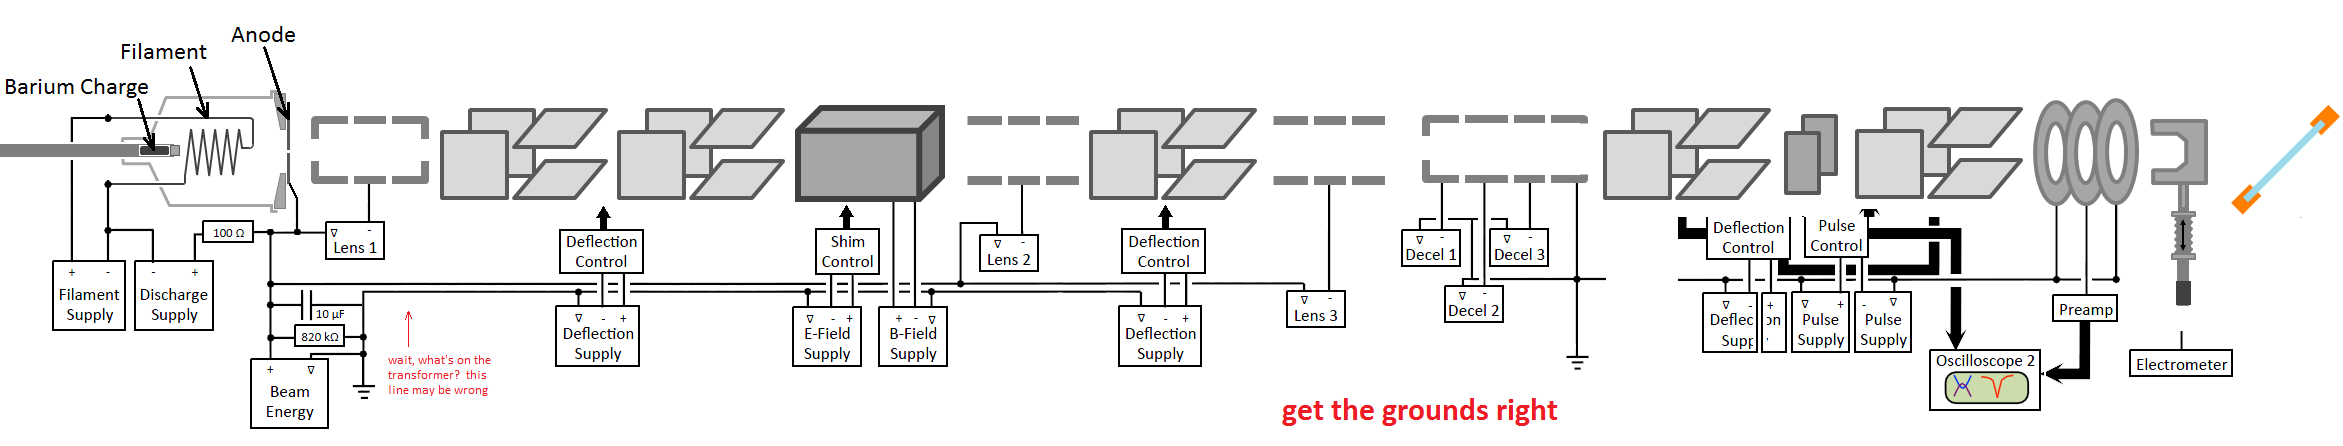 Anode
Filament
Barium Charge
100 Ω
∇ -
Lens 1
+ -
Filament
Supply
- +
Discharge
Supply
10 µF
820 kΩ
+ ∇
Beam
Energy
wait, what's on the
transformer? this
line may be wrong
Deflection
Control
∇ - +
Deflection
Supply
Shim
Control
∇ - +
E-Field
Supply
+ - ∇
B-Field
Supply
∇ -
Lens 2
Deflection
Control
∇ - +
Deflection
Supply
∇ -
Lens 3
∇ -
Decel 1
∇ -
Decel 2
∇ -
Decel 3
get the grounds right
Deflection
Control
Pulse
Control
∇ -
Deflec
Supp
+
on
∇ +
Pulse
Supply
- ∇
Pulse
Supply
Oscilloscope 2
Preamp
Electrometer